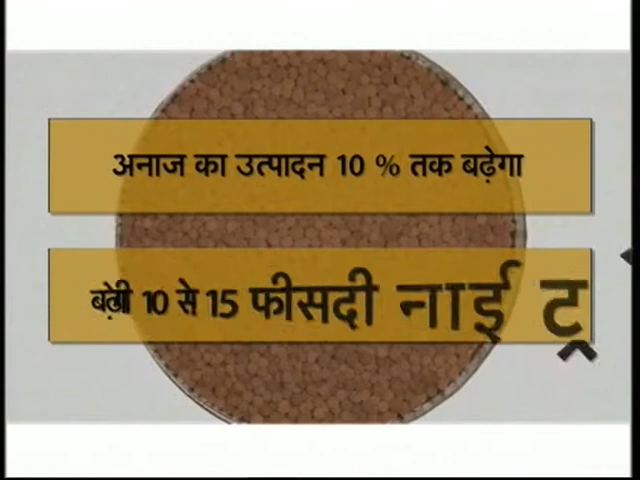 अनाज का उत्पादन 10 % तक बढ़ेगा
10 से 15 फीसदी नाई ट्र